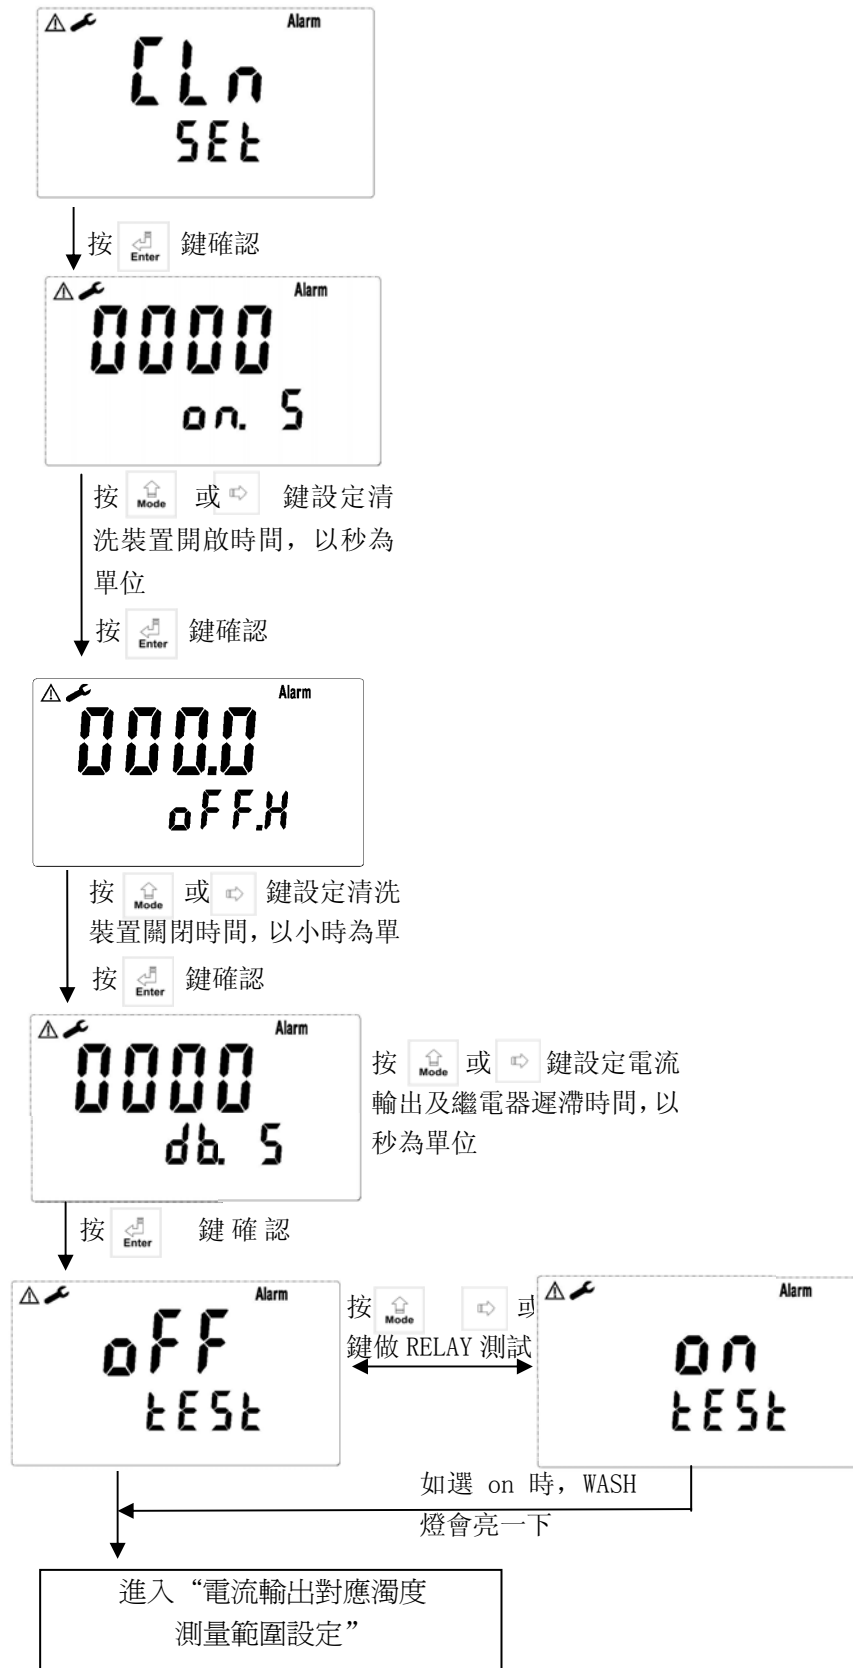 Alarm
CLn
SEt
按 Enter 鍵確認
Alarm
0000
on. S
按 Mode 或 鍵設定清
洗裝置開啟時間，以秒為
單位
按 Enter 鍵確認
Alarm
000.0
oFF.H
按 Mode 或 鍵設定清洗
裝置關閉時間，以小時為單
按 Enter 鍵確認
Alarm
0000
db. S
按 Mode 或 鍵設定電流
輸出及繼電器遲滯時間，以
秒為單位
按 Enter 鍵確認
Alarm
oFF
tESt
按 Mode 或
鍵做 RELAY 測試
Alarm
on
tESt
如選 on 時，WASH
燈會亮一下
進入“電流輸出對應濁度
測量範圍設定”